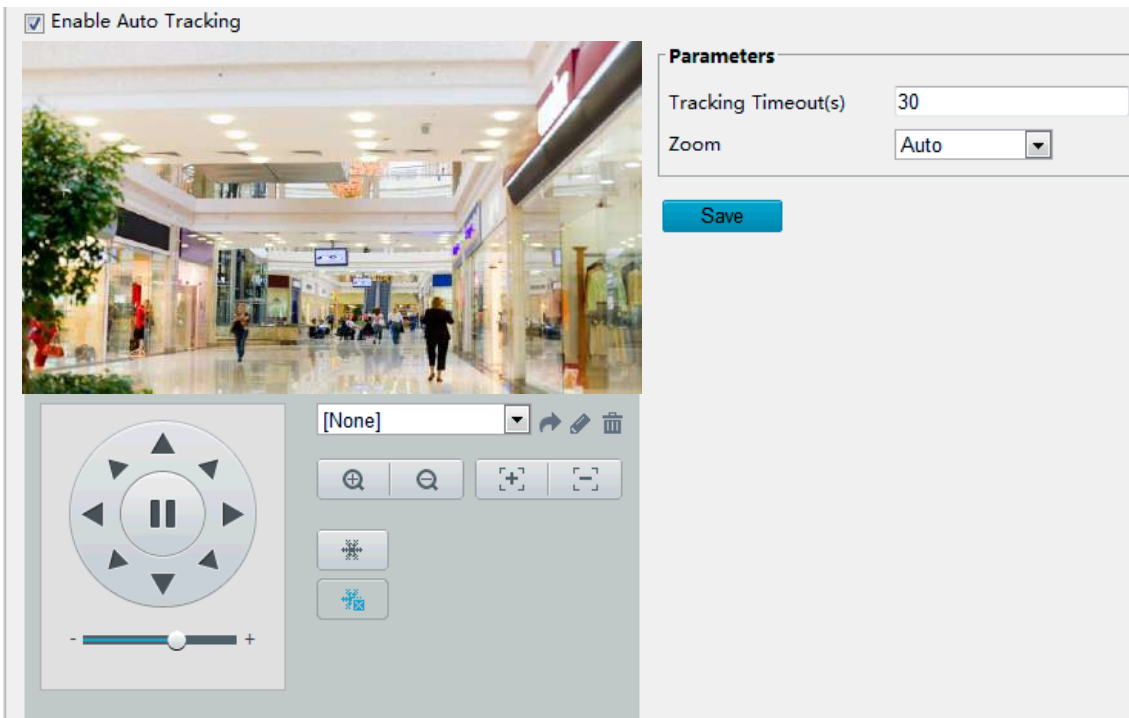 Enable Auto Tracking
Parameters
Tracking Timeout(s) 30
Zoom Auto
Save
[None]
- +